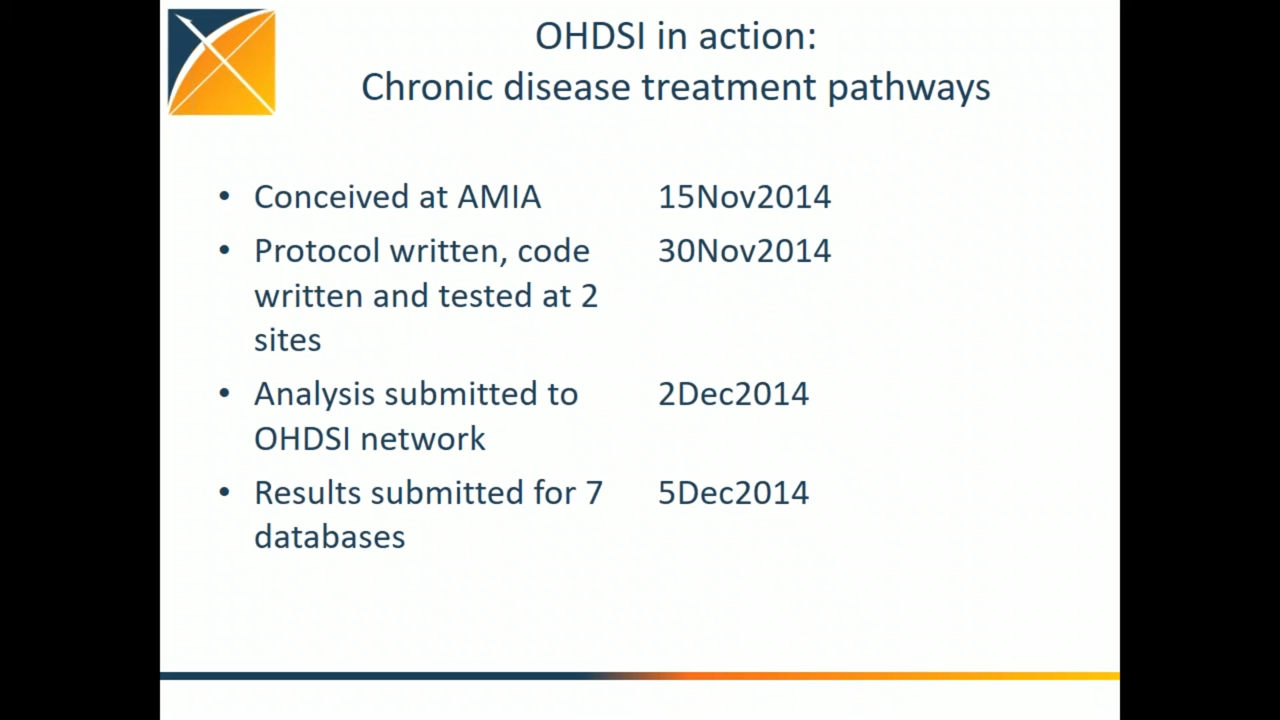 OHDSI in action:
Chronic disease treatment pathways
• Conceived at AMIA 15Nov2014
• Protocol written, code 30Nov2014
written and tested at 2
sites
• Analysis submitted to 2Dec2014
OHDSI network
• Results submitted for 7 5Dec2014
databases